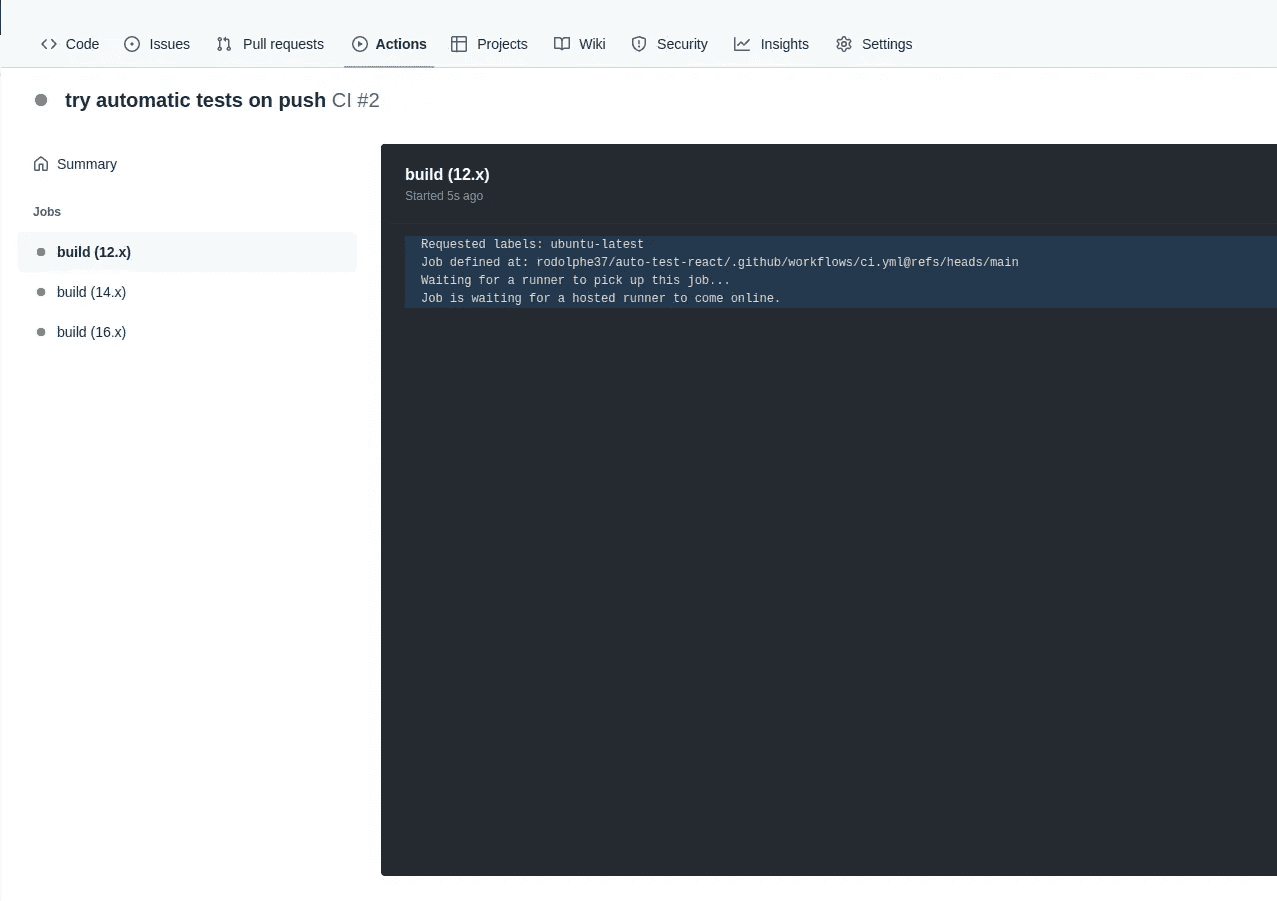 Code Issues Pull requests Actions Projects Wiki Security Insights Settings
try automatic tests on push CI #2
Summary
Jobs
build (12.x)
build (14.x)
build (16.x)
build (12.x)
Started 5s ago
Requested labels: ubuntu-latest
Job defined at: rodolphe37/auto-test-react/.github/workflows/ci.yml@refs/heads/main
Waiting for a runner to pick up this job...
Job is waiting for a hosted runner to come online.